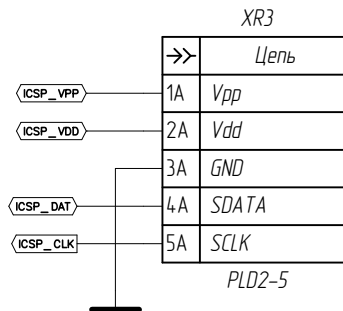 XR3
Цепь
ICSP_VPP 1A Vpp
ICSP_VDD 2A Vdd
3A GND
ICSP_DAT 4A SDATA
ICSP_CLK 5A SCLK
PLD2-5